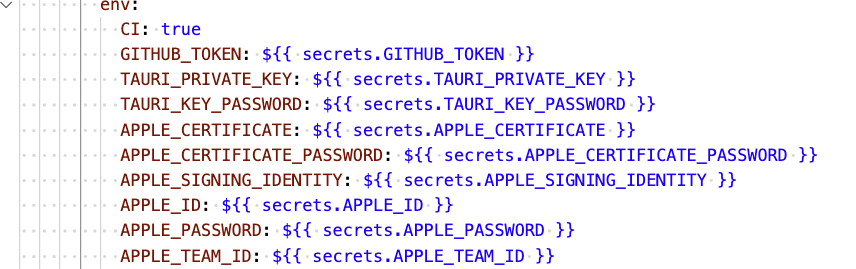 env:
CI: true
GITHUB_TOKEN: ${{ secrets.GITHUB_TOKEN }}
TAURI_PRIVATE_KEY: ${{ secrets.TAURI_PRIVATE_KEY }}
TAURI_KEY_PASSWORD: ${{ secrets.TAURI_KEY_PASSWORD }}
APPLE_CERTIFICATE: ${{ secrets.APPLE_CERTIFICATE }}
APPLE_CERTIFICATE_PASSWORD: ${{ secrets.APPLE_CERTIFICATE_PASSWORD }}
APPLE_SIGNING_IDENTITY: ${{ secrets.APPLE_SIGNING_IDENTITY }}
APPLE_ID: ${{ secrets.APPLE_ID }}
APPLE_PASSWORD: ${{ secrets.APPLE_PASSWORD }}
APPLE_TEAM_ID: ${{ secrets.APPLE_TEAM_ID }}